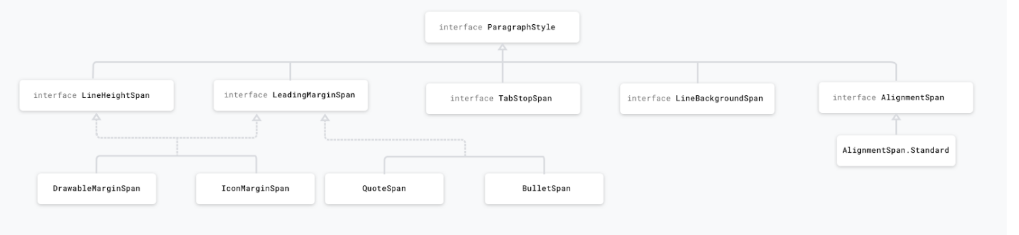 interface ParagraphStyle
interface LineHeightSpan
interface LeadingMarginSpan
interface TabStopSpan
interface LineBackgroundSpan
interface AlignmentSpan
AlignmentSpan.Standard
DrawableMarginSpan
IconMarginSpan
QuoteSpan
BulletSpan